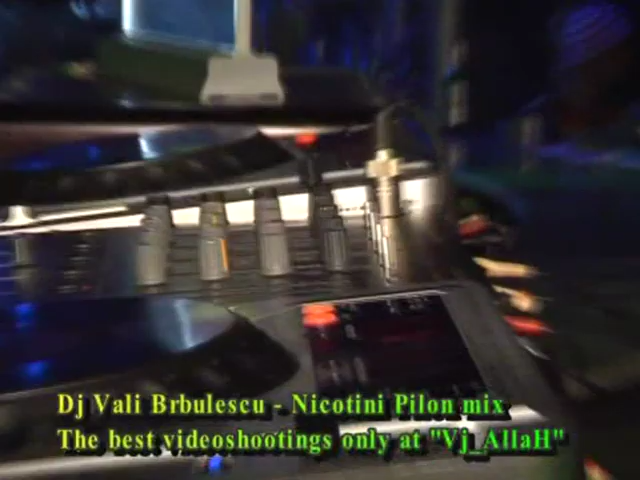 Dj Vali Brbulescu - Nicotini Pilon mix
The best videoshootings only at "Vj_AllaH"